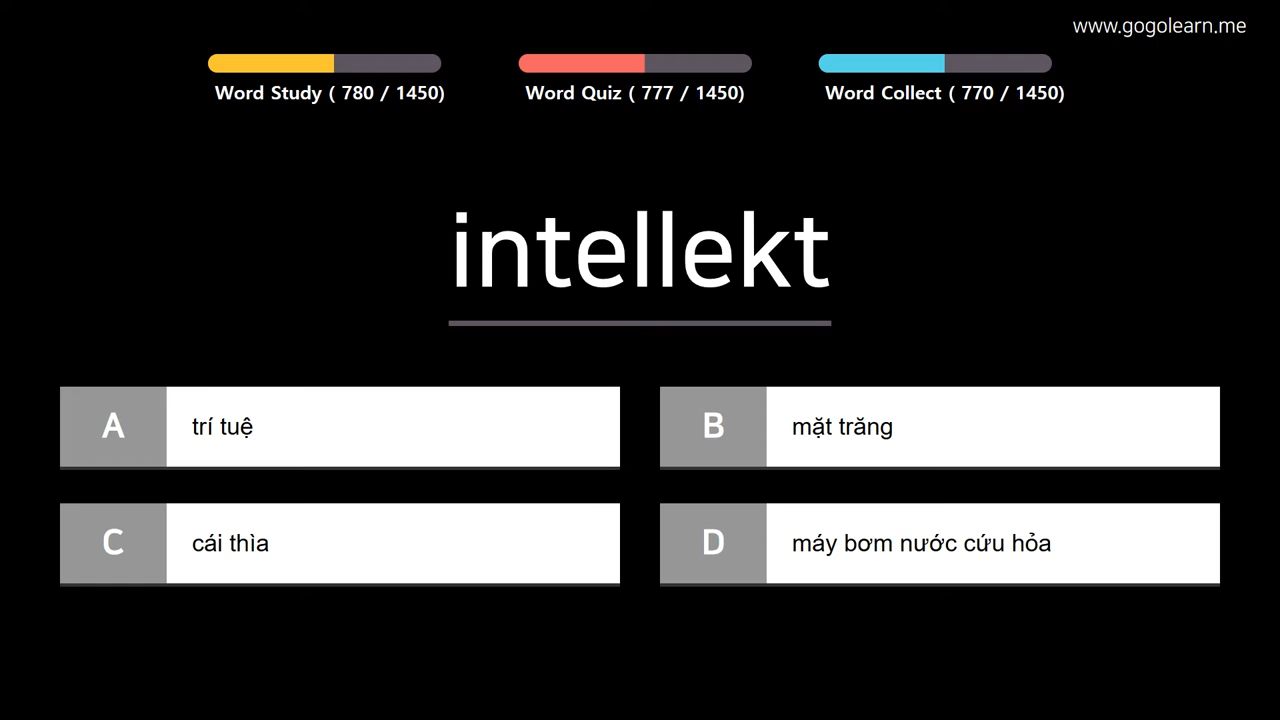 www.gogolearn.me
Word Study ( 780 / 1450)
Word Quiz ( 777 / 1450)
Word Collect ( 770 / 1450)
intellekt
A trí tuệ
B mặt trăng
C cái thìa
D máy bơm nước cứu hỏa